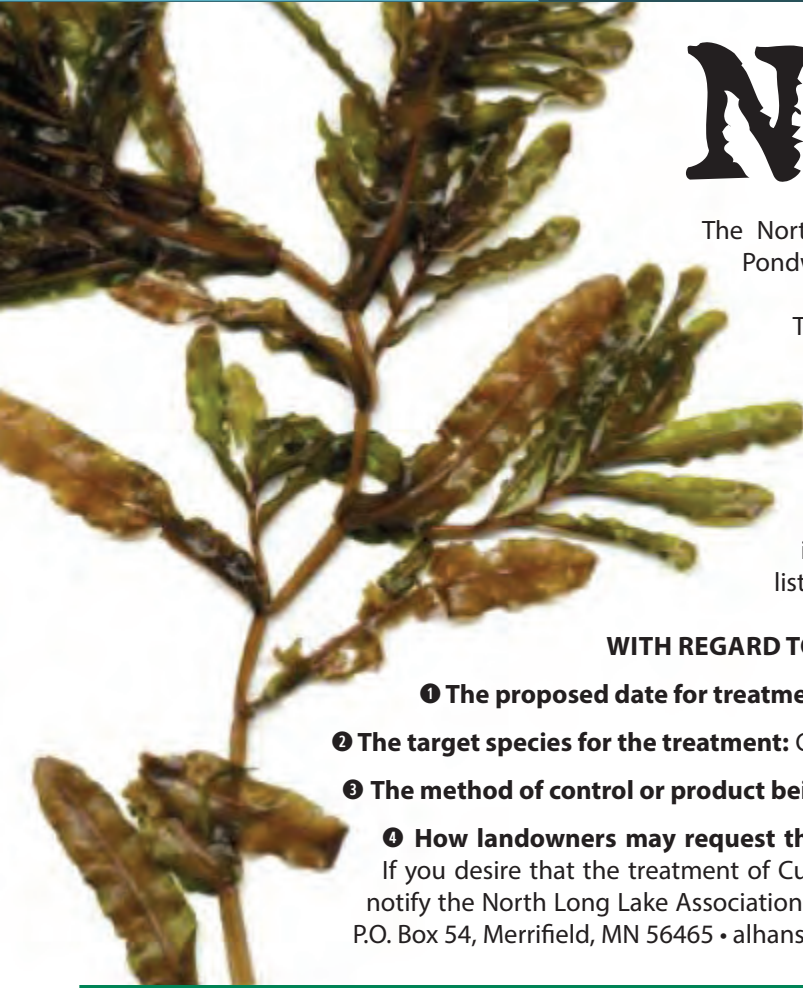 N
The Nort
Pondw
T
i
list
WITH REGARD TO
❶ The proposed date for treatme
❷ The target species for the treatment: C
❸ The method of control or product bei
❹ How landowners may request th
If you desire that the treatment of Cu
notify the North Long Lake Association
P.O. Box 54, Merrifield, MN 56465 • alhans